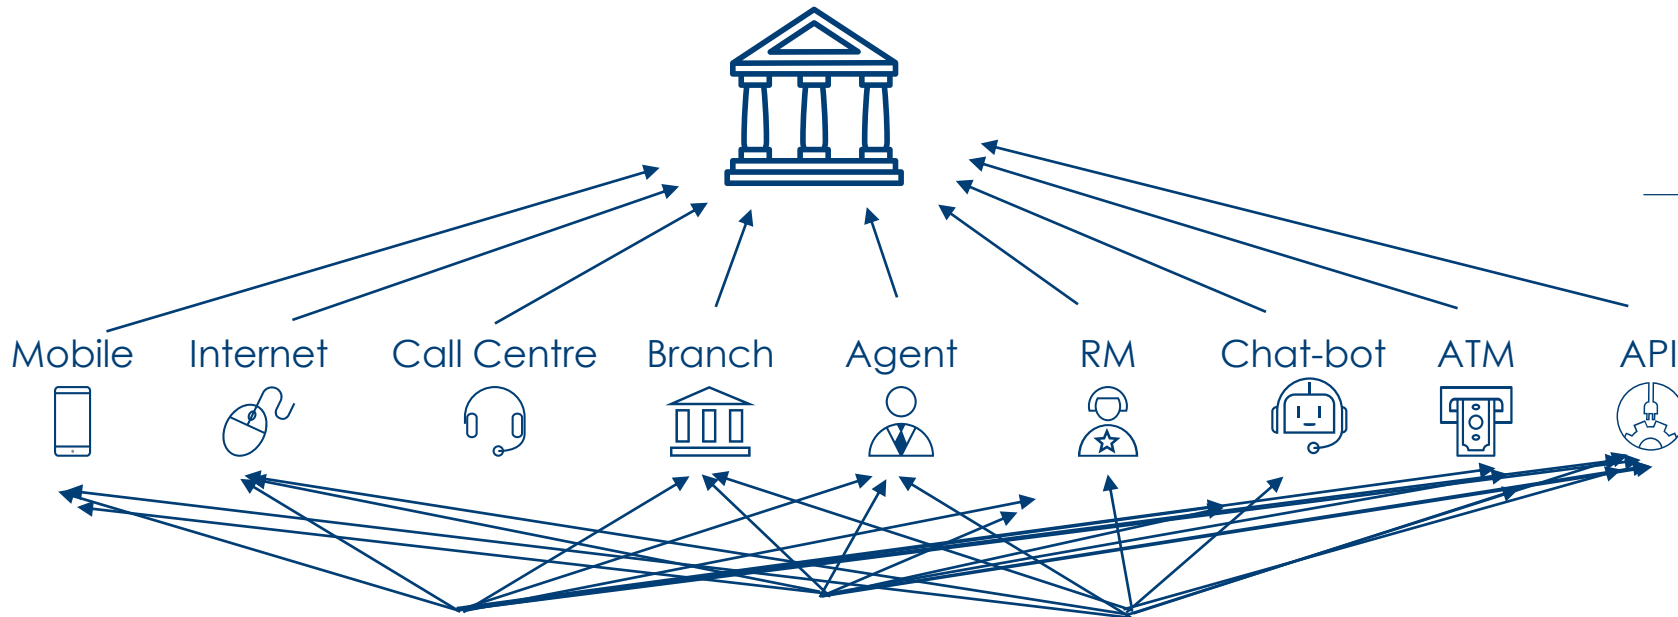 Mobile
Internet
Call Centre
Branch
Agent
RM
Chat-bot
ATM
API